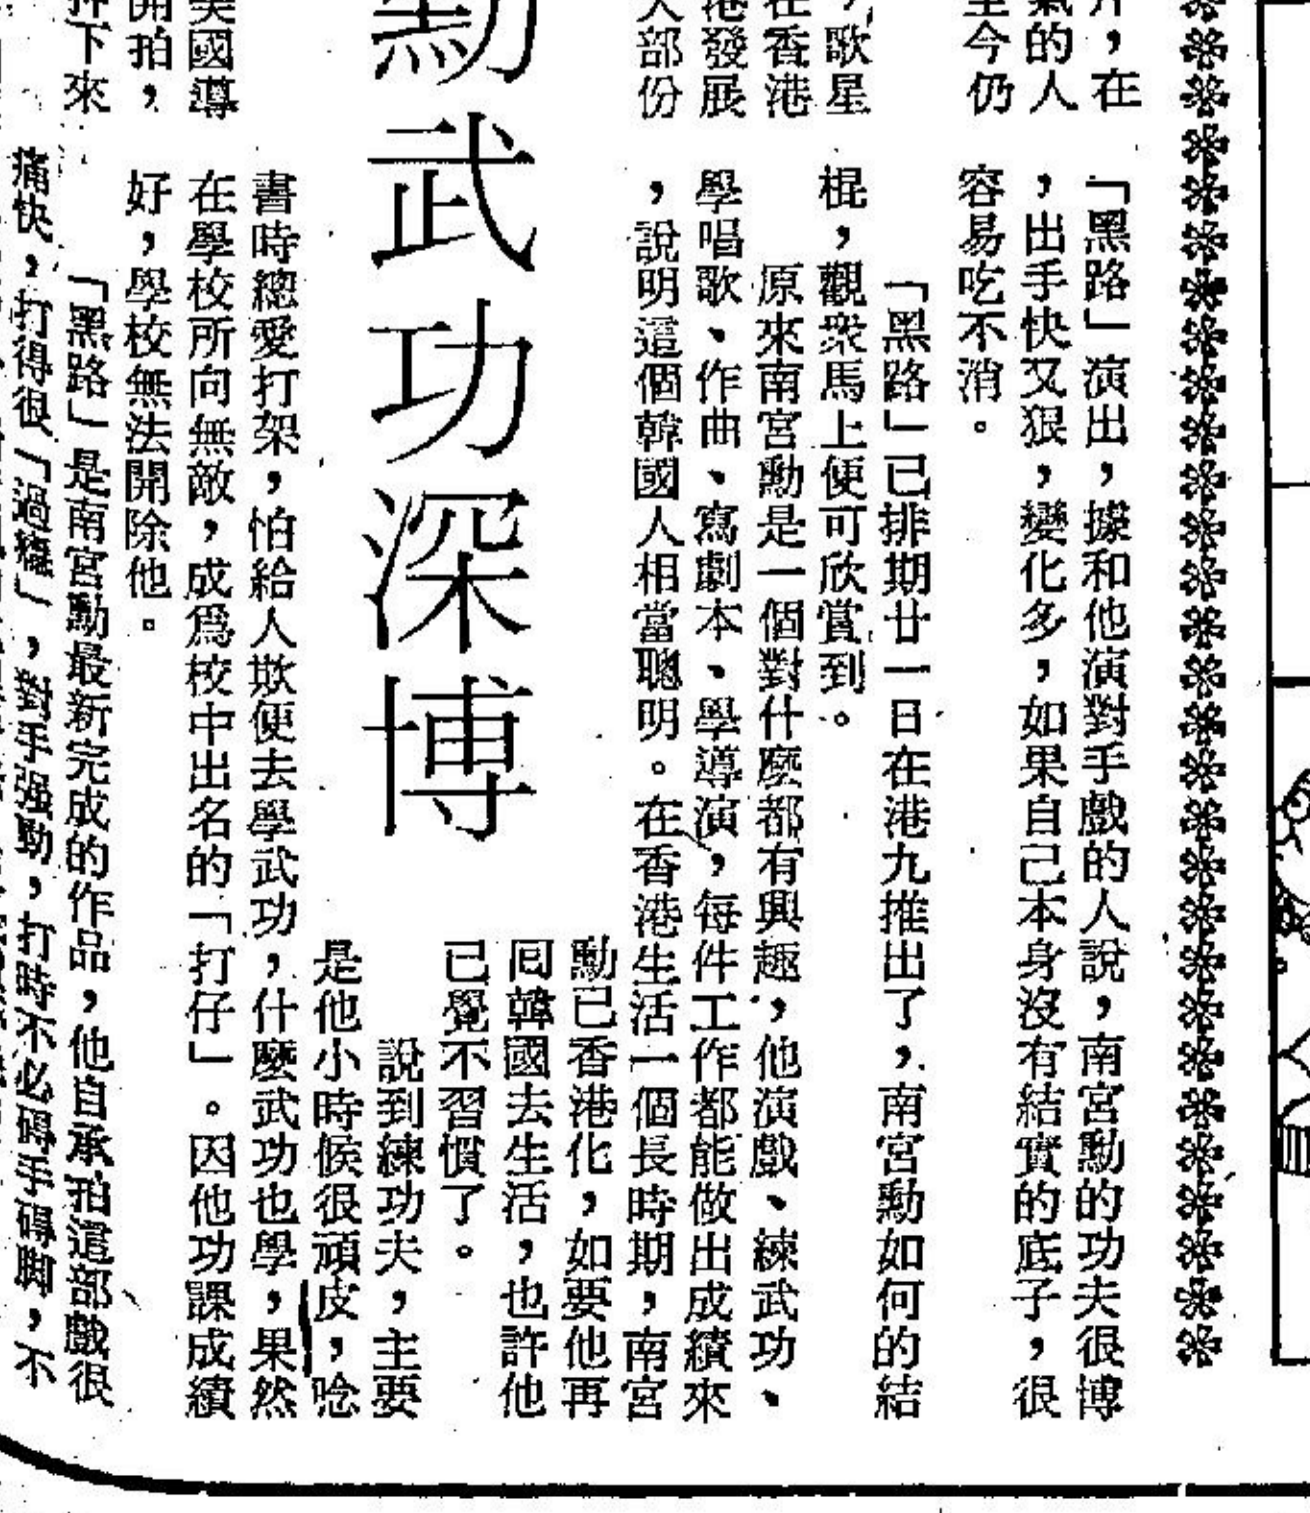 ，在
氣的人
至今仍
，歌星
在香港
港發展
大部份
勳武功深博
美國導
開拍，
下來
「黑路」演出，據和他演對手戲的人說，南宮勳的功夫很博
，出手快又狠，變化多，如果自己本身沒有結實的底子，很
容易吃不消。
「黑路」已排期廿一日在港九推出了，南宮勳如何的結
棍，觀衆馬上便可欣賞到。
原來南宮勳是一個對什麼都有興趣，他演戲、練武功、
學唱歌、作曲、寫劇本、學導演，每件工作都能做出成績來
，說明這個韓國人相當聰明。在香港生活一個長時期，南宮
勳已香港化，如要他再
囘韓國去生活，也許他
已覺不習慣了。
說到練功夫，主要
是他小時候很頑皮，唸
書時總愛打架，怕給人欺便去學武功，什麼武功也學，果然
在學校所向無敵，成爲校中出名的「打仔」。因他功課成績
好，學校無法開除他。
「黑路」是南宮勳最新完成的作品，他自承拍這部戲很
痛快，打得很「過癮」，對手强勁，打時不必碍手碍脚，不